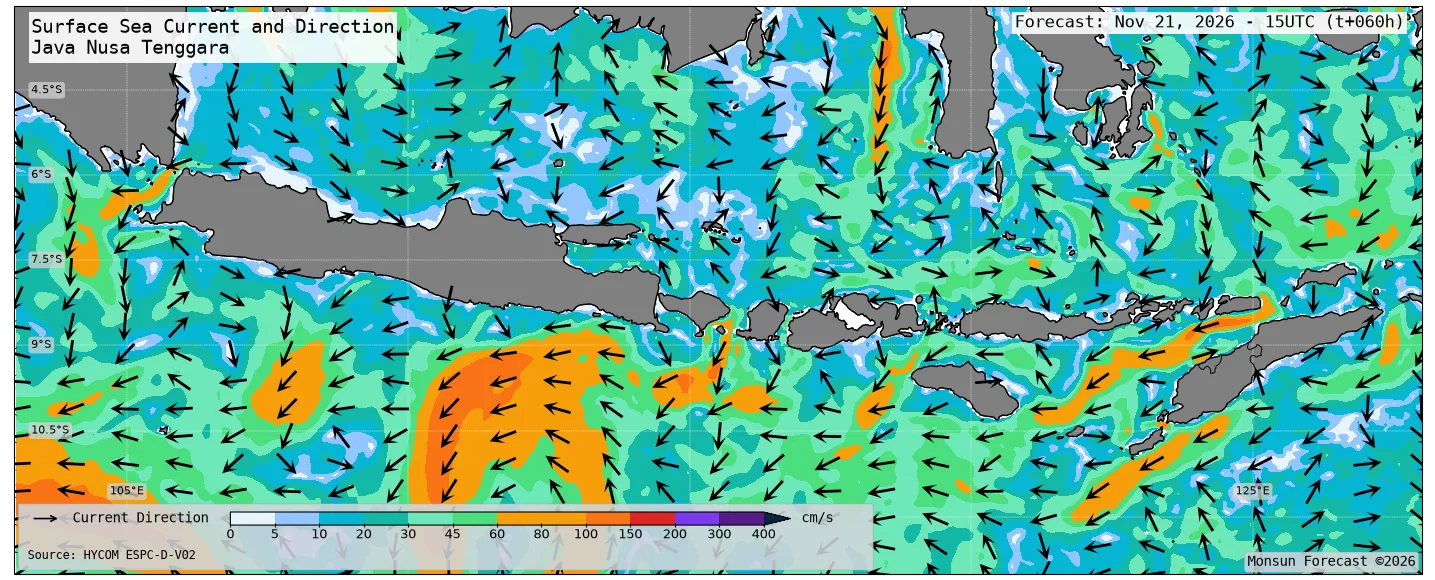 Surface Sea Current and Direction
Java Nusa Tenggara
Forecast: Nov 21, 2026 - 15UTC (t+060h)
4.5°S
6°S
7.5°S
9°S
10.5°S
105°E
125°E
Current Direction
0 5 10 20 30 45 60 80 100 150 200 300 400
cm/s
Source: HYCOM ESPC-D-V02
Monsun Forecast ©2026